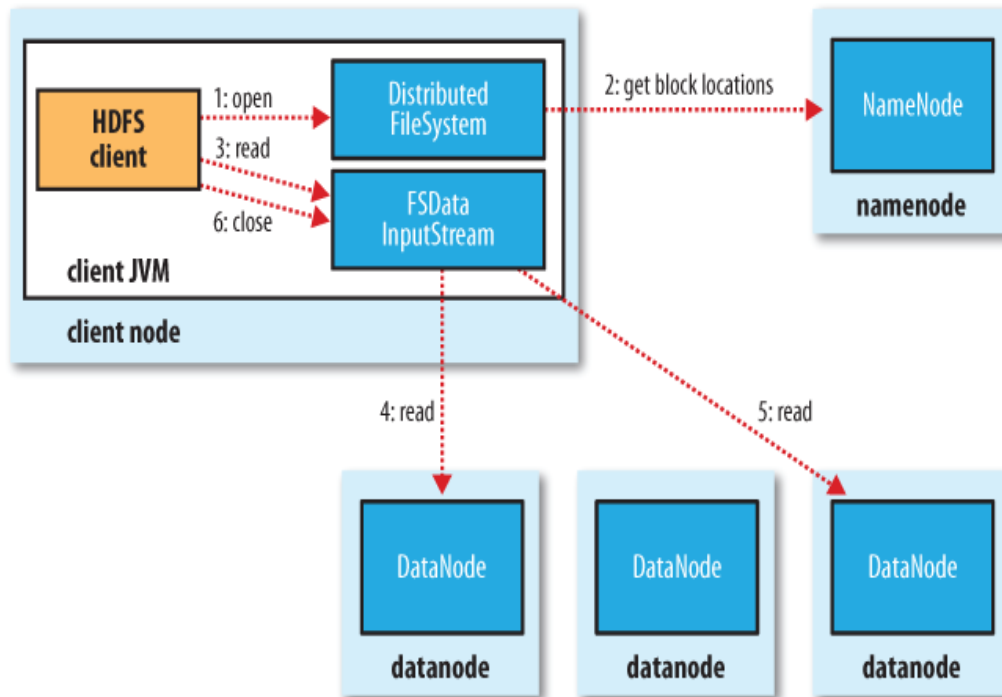 HDFS
client
1: open
3: read
6: close
Distributed
FileSystem
FSData
InputStream
client JVM
client node
2: get block locations
NameNode
namenode
4: read
5: read
DataNode
DataNode
DataNode
datanode
datanode
datanode